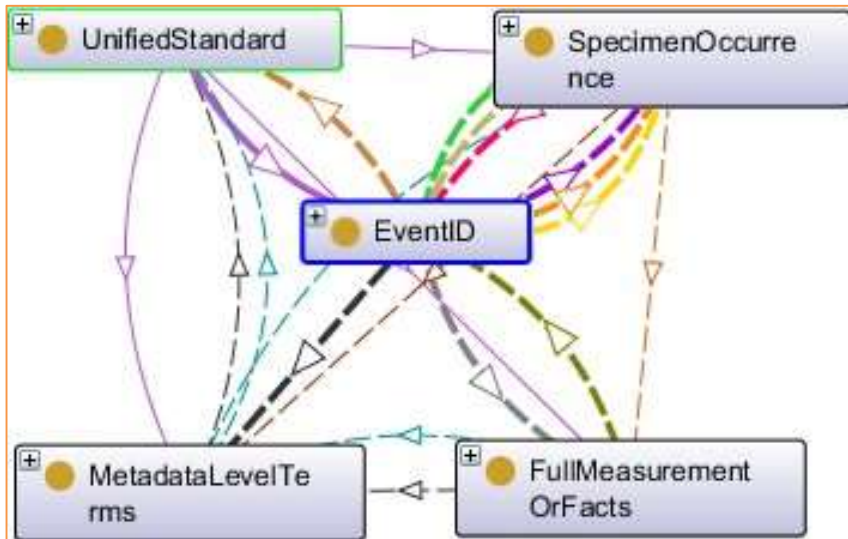 UnifiedStandard
SpecimenOccurre
nce
EventID
MetadataLevelTe
rms
FullMeasurement
OrFacts